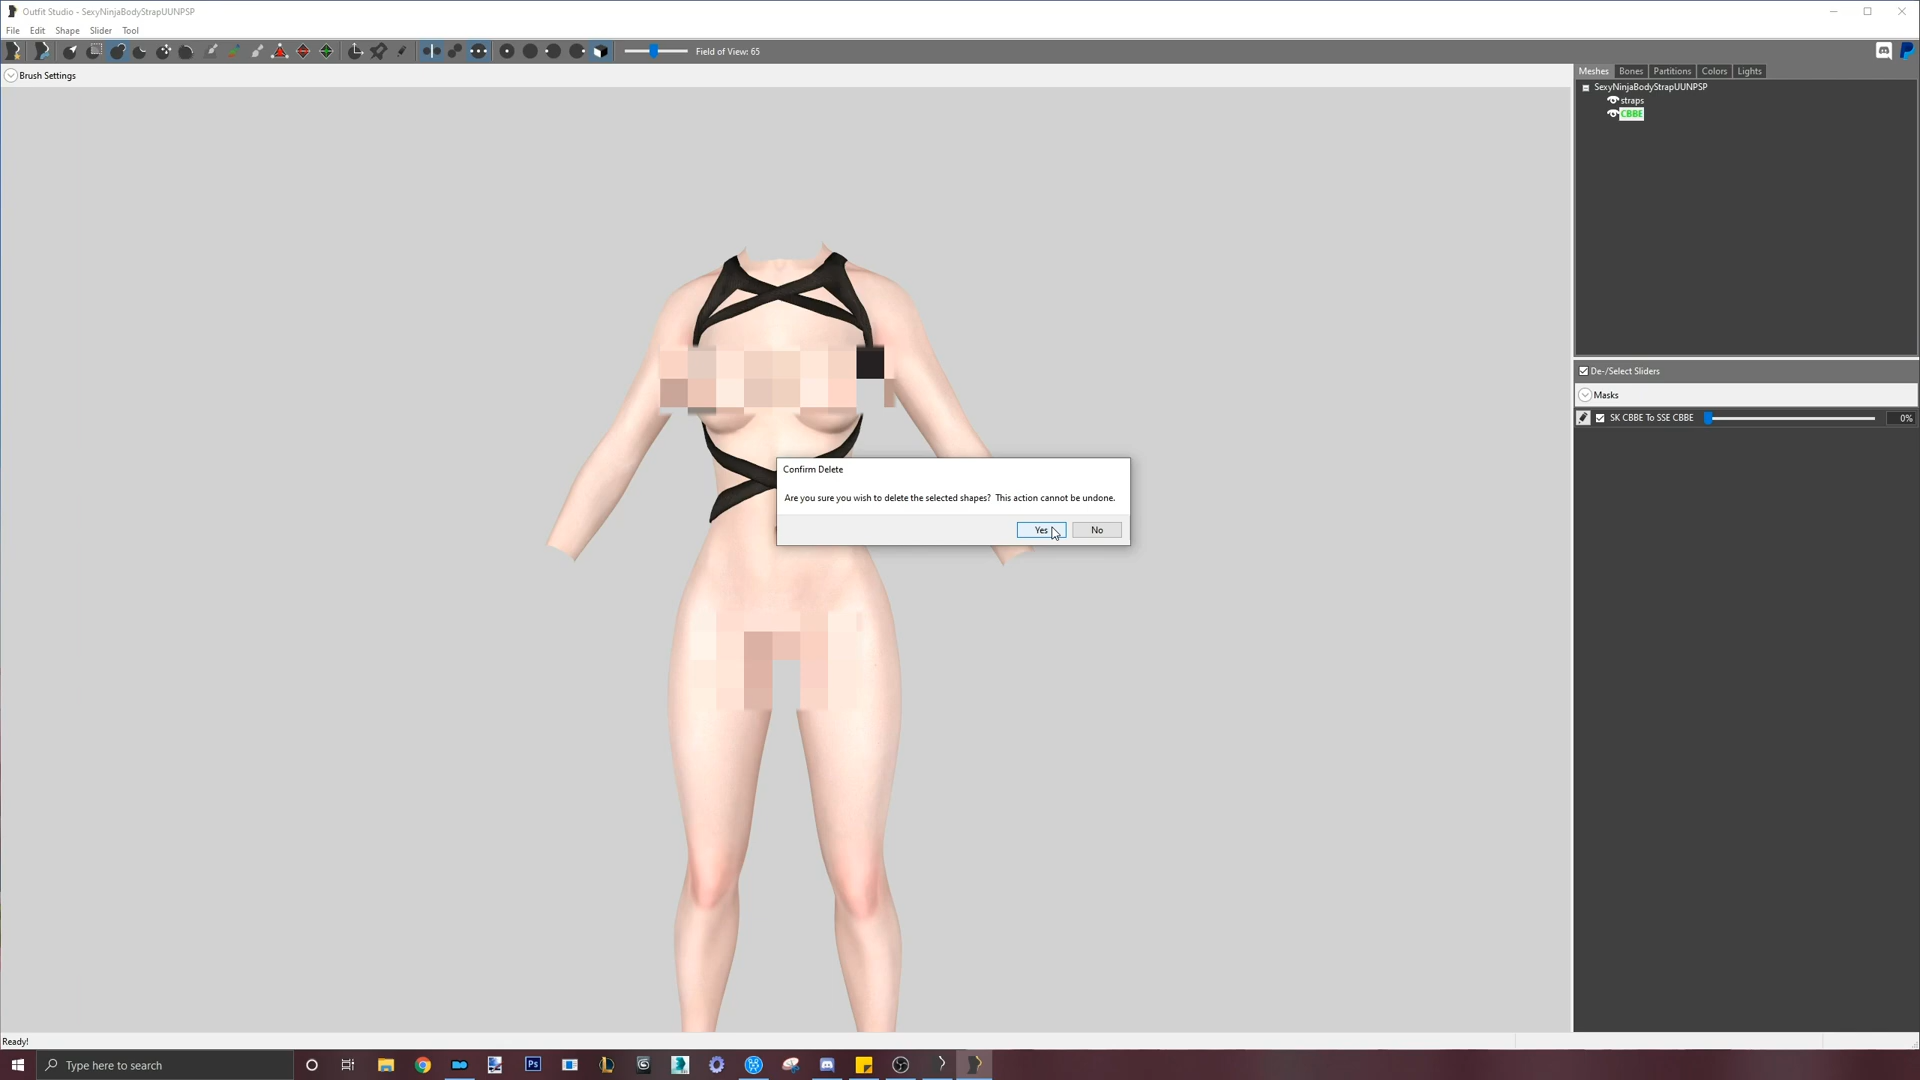 Outfit Studio - SexyNinjaBodyStrapUUNPSP
File Edit Shape Slider Tool
Field of View: 65
Brush Settings
Meshes Bones Partitions Colors Lights
SexyNinjaBodyStrapUUNPSP
straps
CBBE
De-/Select Sliders
Masks
SK CBBE To SSE CBBE 0%
Confirm Delete
Are you sure you wish to delete the selected shapes? This action cannot be undone.
Yes No
Ready!
Type here to search
Ps